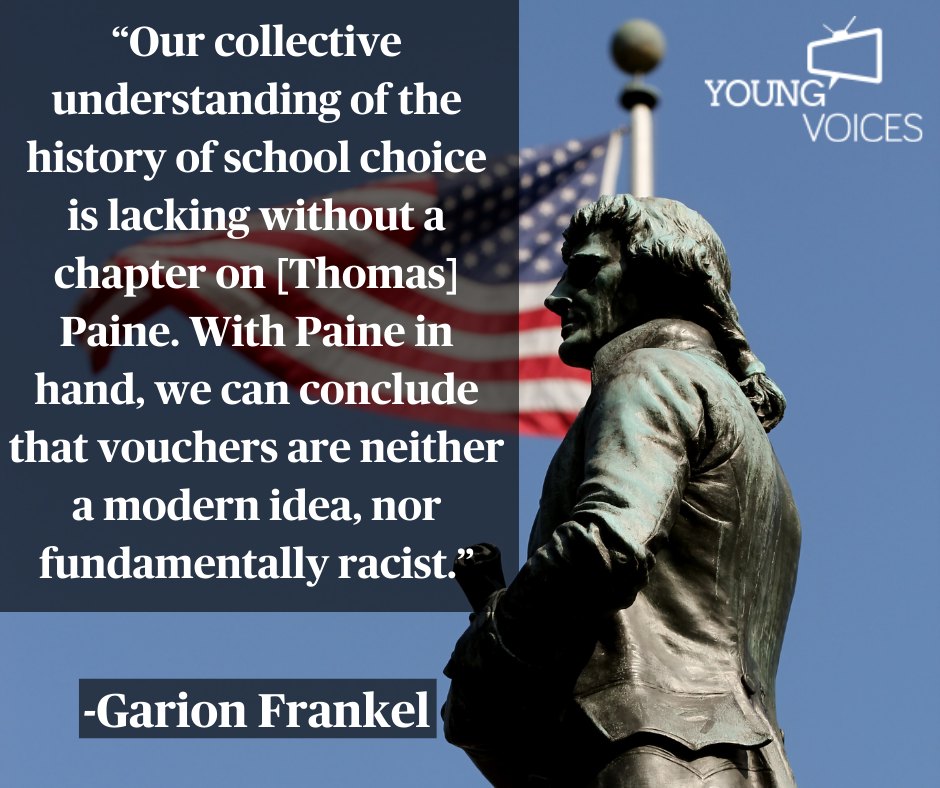 “Our collective
understanding of the
history of school choice
is lacking without a
chapter on [Thomas]
Paine. With Paine in
hand, we can conclude
that vouchers are neither
a modern idea, nor
fundamentally racist.”
-Garion Frankel
YOUNG
VOICES